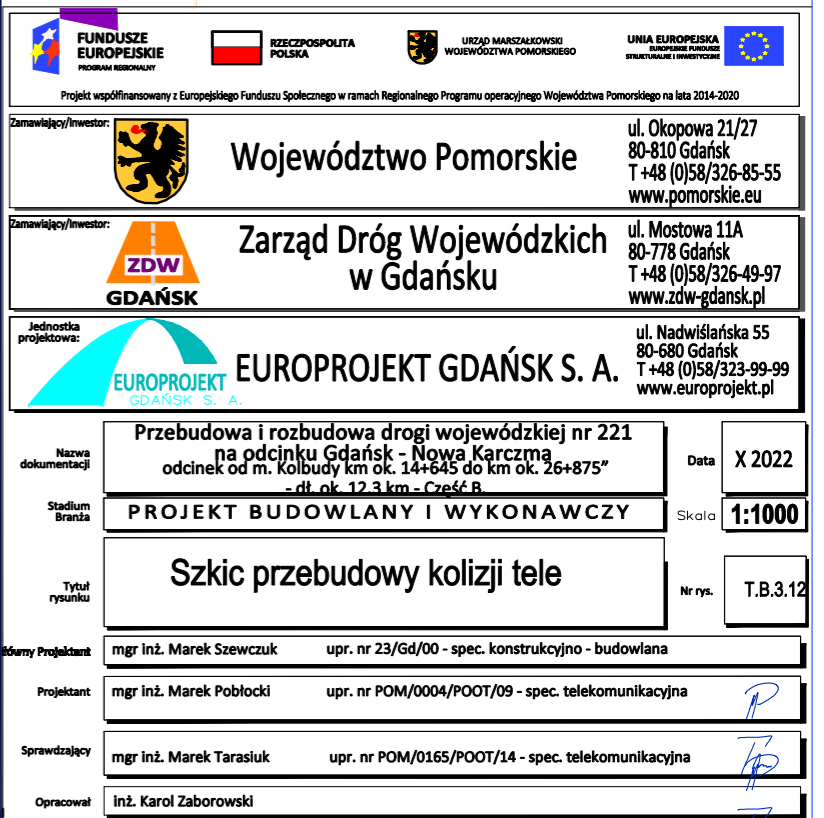 FUNDUSZE
EUROPEJSKIE
PROGRAM REGIONALNY
RZECZPOSPOLITA
POLSKA
URZĄD MARSZAŁKOWSKI
WOJEWÓDZTWA POMORSKIEGO
UNIA EUROPEJSKA
EUROPEJSKIE FUNDUSZE
STRUKTURALNE I INWESTYCYJNE
Projekt współfinansowany z Europejskiego Funduszu Społecznego w ramach Regionalnego Programu operacyjnego Województwa Pomorskiego na lata 2014-2020
Zamawiający/Inwestor:
Województwo Pomorskie
ul. Okopowa 21/27
80-810 Gdańsk
T +48 (0)58/326-85-55
www.pomorskie.eu
Zamawiający/Inwestor:
ZDW
GDAŃSK
Zarząd Dróg Wojewódzkich
w Gdańsku
ul. Mostowa 11A
80-778 Gdańsk
T +48 (0)58/326-49-97
www.zdw-gdansk.pl
Jednostka
projektowa:
EUROPROJEKT
GDAŃSK S. A.
EUROPROJEKT GDAŃSK S. A.
ul. Nadwiślańska 55
80-680 Gdańsk
T +48 (0)58/323-99-99
www.europrojekt.pl
Nazwa
dokumentacji
Przebudowa i rozbudowa drogi wojewódzkiej nr 221
na odcinku Gdańsk - Nowa Karczma
odcinek od m. Kolbudy km ok. 14+645 do km ok. 26+875”
- dł. ok. 12,3 km - Część B.
Data
X 2022
Stadium
Branża
PROJEKT BUDOWLANY I WYKONAWCZY
Skala
1:1000
Tytuł
rysunku
Szkic przebudowy kolizji tele
Nr rys.
T.B.3.12
łówny Projektant
mgr inż. Marek Szewczuk upr. nr 23/Gd/00 - spec. konstrukcyjno - budowlana
Projektant
mgr inż. Marek Pobłocki upr. nr POM/0004/POOT/09 - spec. telekomunikacyjna
Sprawdzający
mgr inż. Marek Tarasiuk upr. nr POM/0165/POOT/14 - spec. telekomunikacyjna
Opracował
inż. Karol Zaborowski